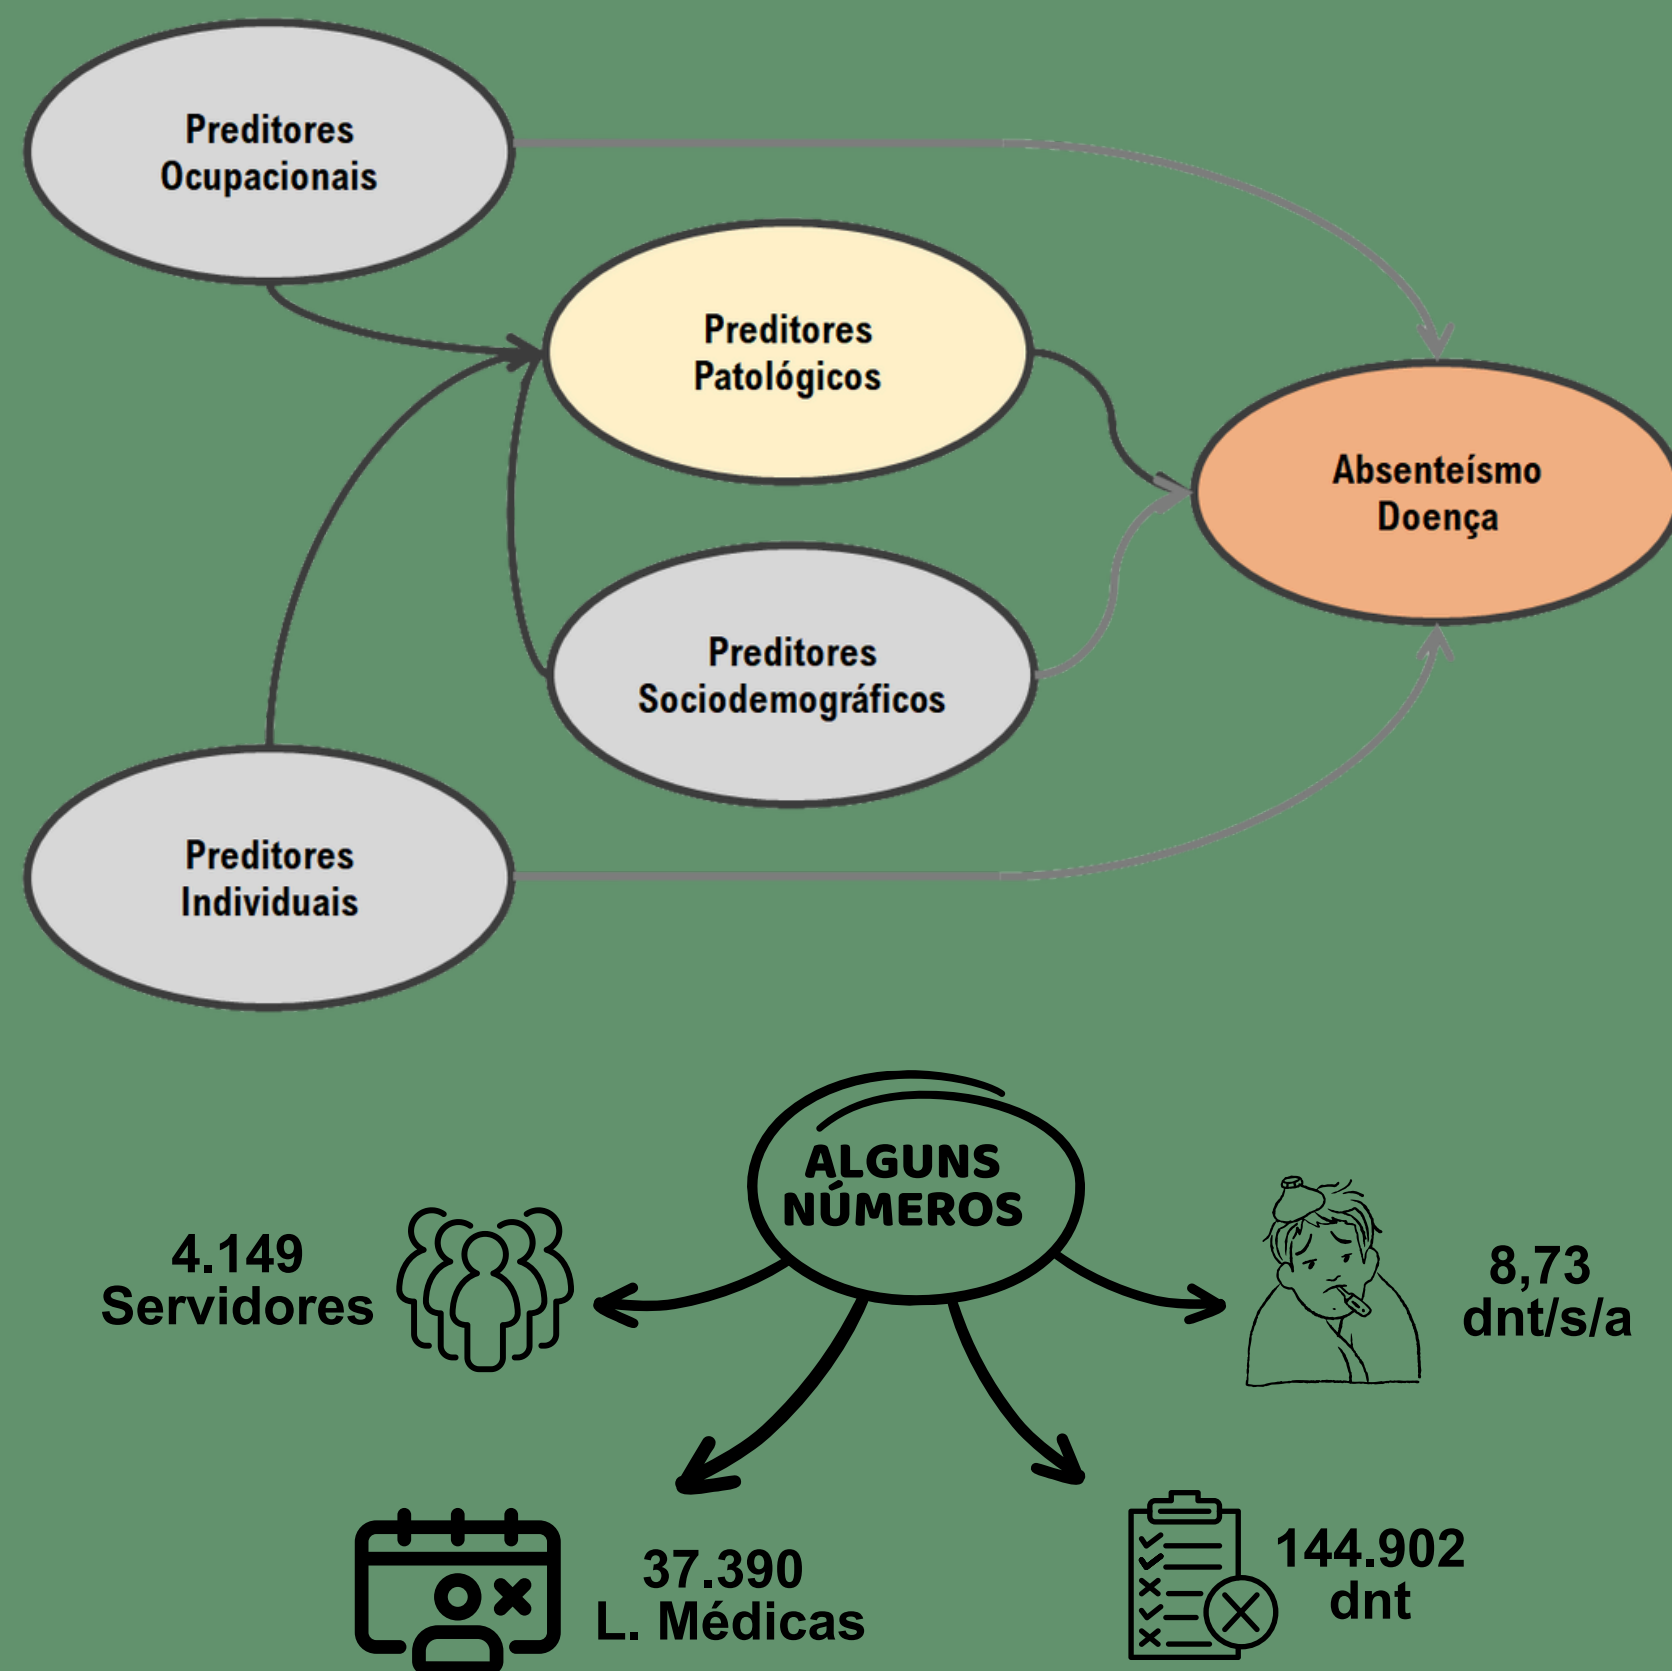 Preditores
Ocupacionais
Preditores
Patológicos
Absenteísmo
Doença
Preditores
Sociodemográficos
Preditores
Individuais
ALGUNS
NÚMEROS
4.149
Servidores
8,73
dnt/s/a
37.390
L. Médicas
144.902
dnt